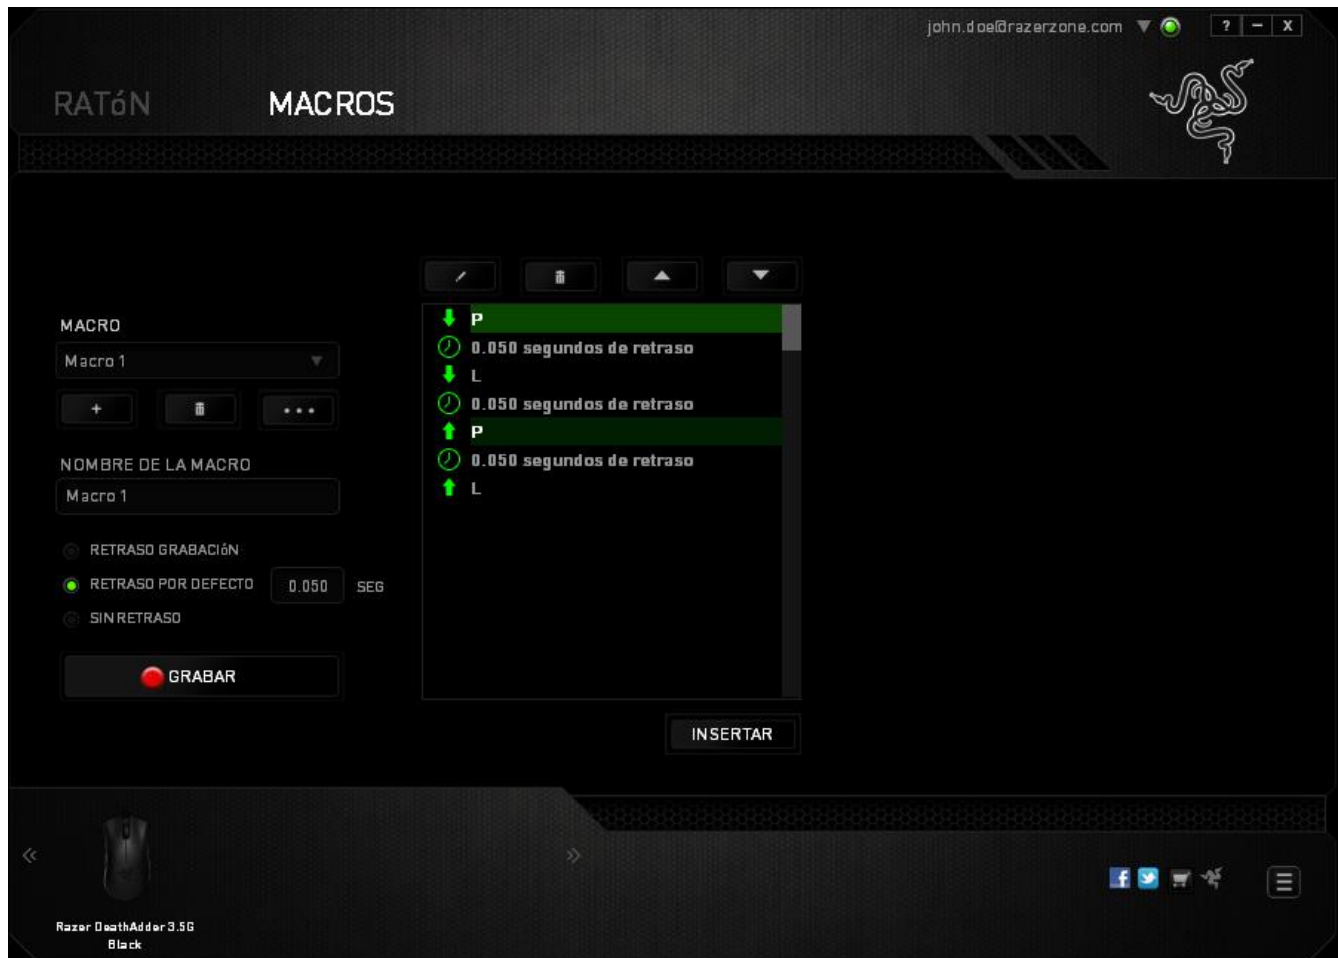 john.doe@razerzone.com
? – X
RATóN MACROS
MACRO
Macro 1
+
NOMBRE DE LA MACRO
Macro 1
RETRASO GRABACIóN
RETRASO POR DEFECTO 0.050 SEG
SIN RETRASO
GRABAR
P
0.050 segundos de retraso
L
0.050 segundos de retraso
P
0.050 segundos de retraso
L
INSERTAR
Razer DeathAdder 3.5G
Black